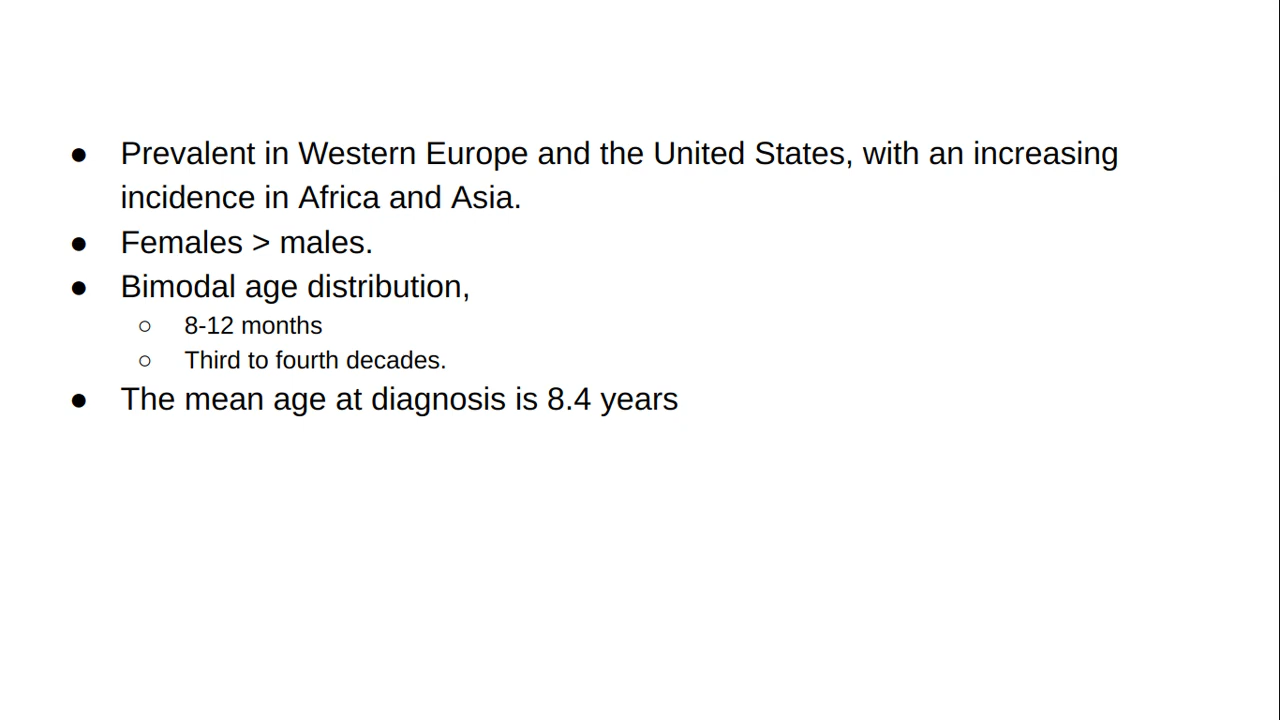 ● Prevalent in Western Europe and the United States, with an increasing
incidence in Africa and Asia.
● Females > males.
● Bimodal age distribution,
○ 8-12 months
○ Third to fourth decades.
● The mean age at diagnosis is 8.4 years